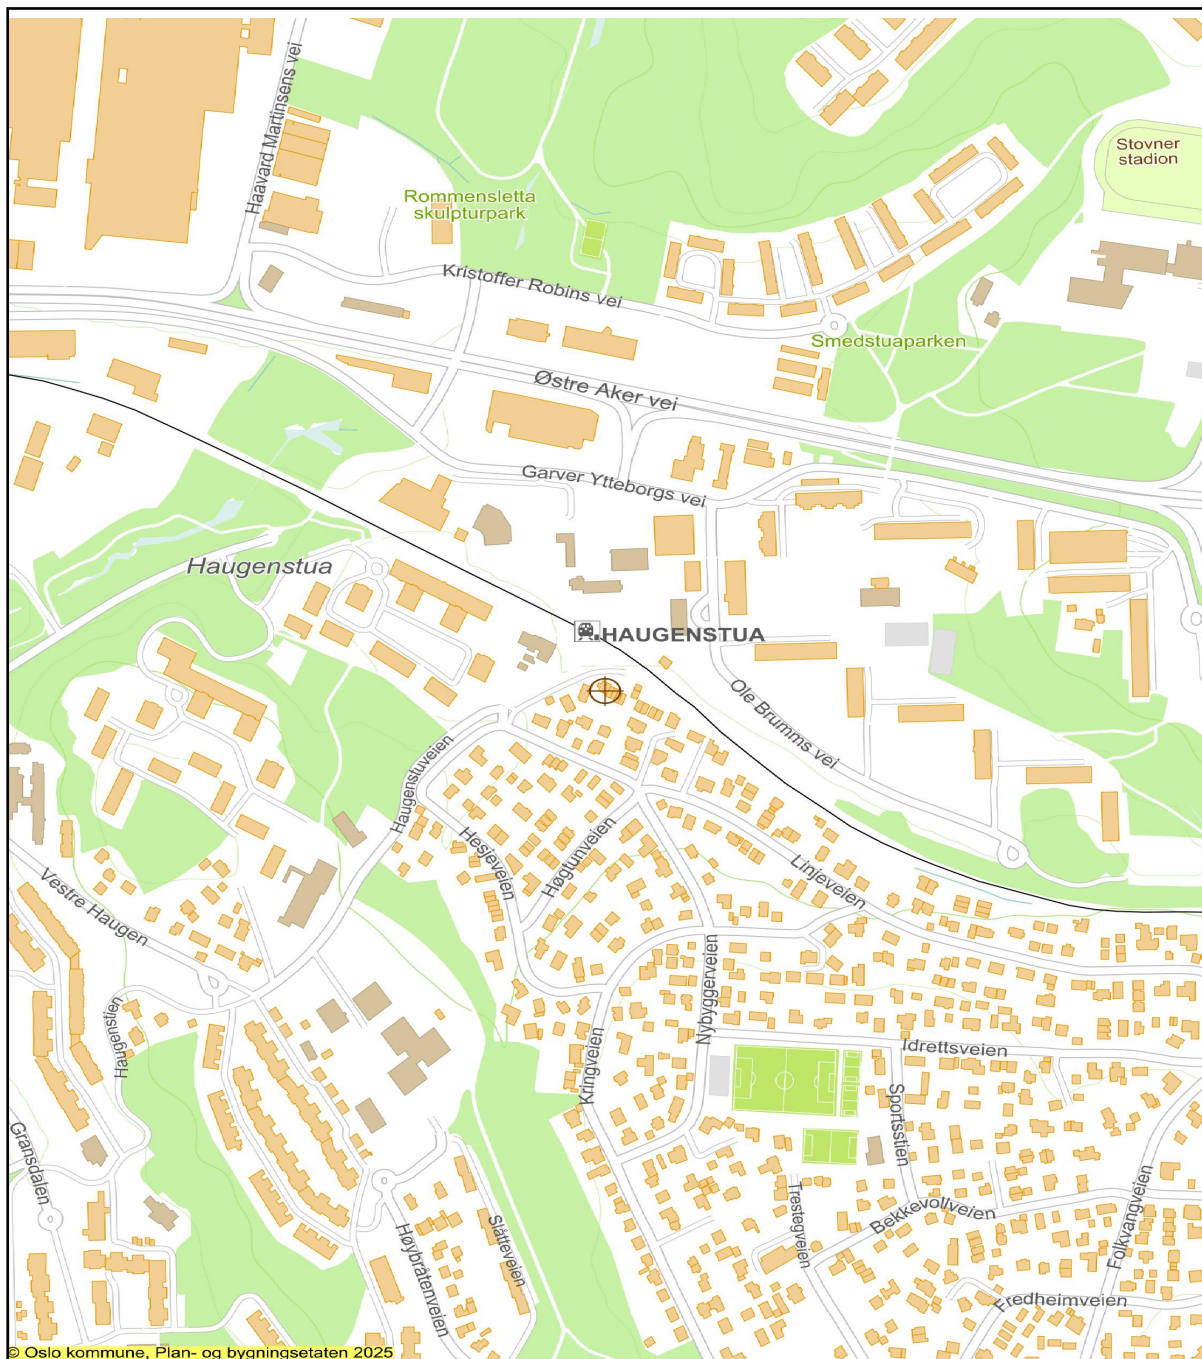 Haavard Martinsens vei
Stovner
stadion
Rommensletta
skulpturpark
Kristoffer Robins vei
Smedstuaparken
Østre Aker vei
Garver Ytteborgs vei
Haugenstua
HAUGENSTUA
Ole Brumms vei
Haugenstuveien
Hesjeveien
Høgtunveien
Linjeveien
Vestre Haugen
Nybyggerveien
Haugenstien
Kringveien
Idrettsveien
Sportsstien
Gransdalen
Trestegveien
Bekkevollveien
Folkvangveien
Slåtteveien
Høybråtenveien
Fredheimveien
© Oslo kommune, Plan- og bygningsetaten 2025